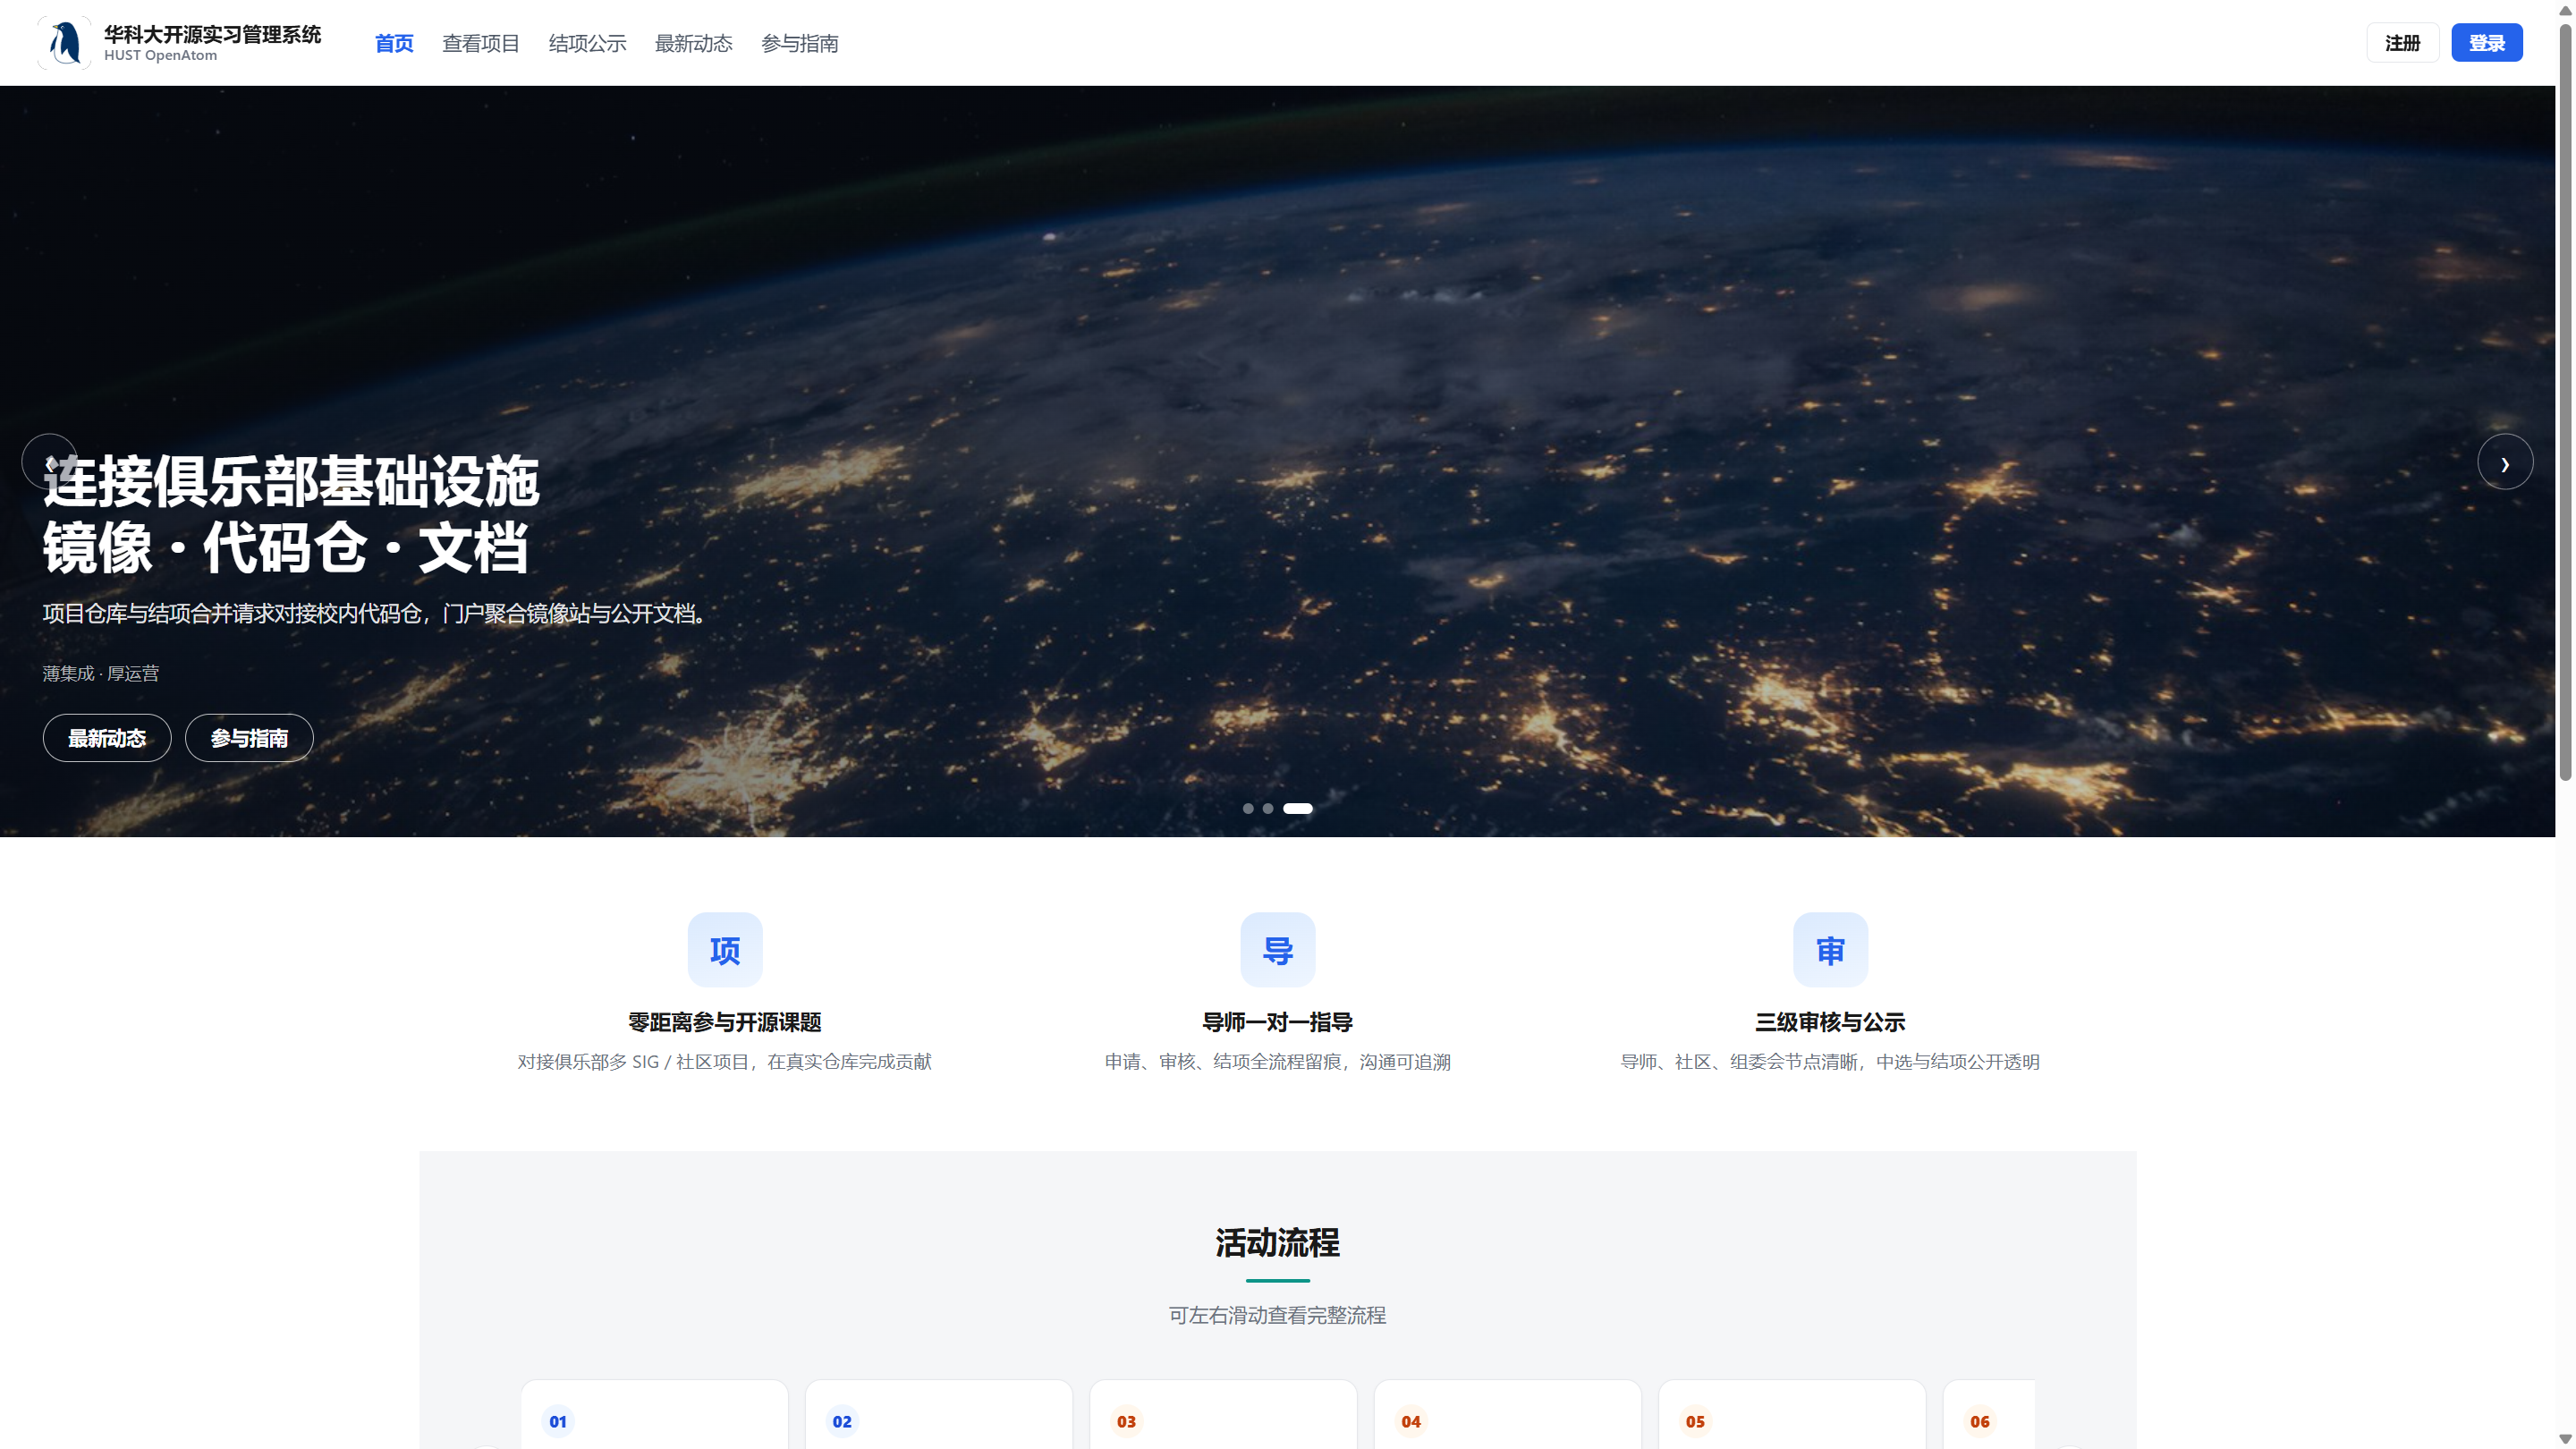 华科大开源实习管理系统
HUST OpenAtom
首页 查看项目 结项公示 最新动态 参与指南
注册 登录
连接俱乐部基础设施
镜像 · 代码仓 · 文档
项目仓库与结项合并请求对接校内代码仓，门户聚合镜像站与公开文档。
薄集成 · 厚运营
最新动态 参与指南
项 导 审
零距离参与开源课题 导师一对一指导 三级审核与公示
对接俱乐部多 SIG / 社区项目，在真实仓库完成贡献 申请、审核、结项全流程留痕，沟通可追溯 导师、社区、组委会节点清晰，中选与结项公开透明
活动流程
可左右滑动查看完整流程
01 02 03 04 05 06